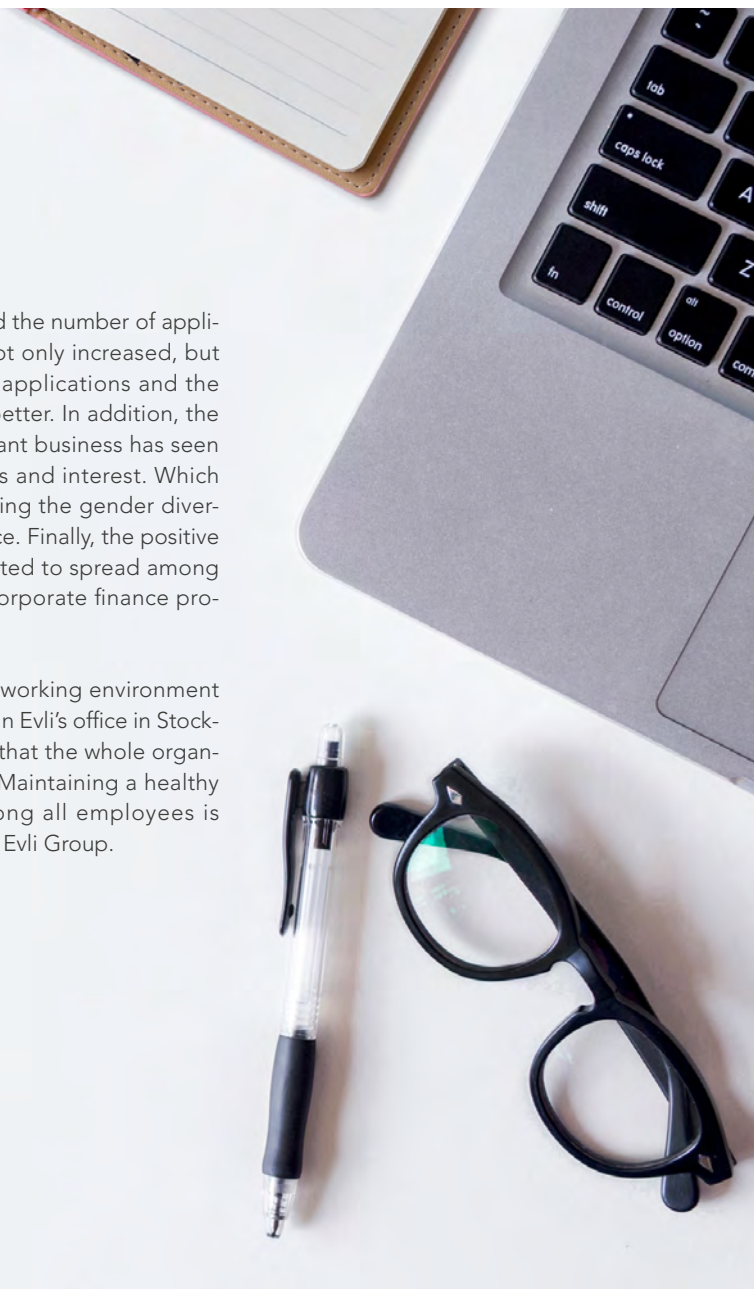 d the number of appli-
ot only increased, but
applications and the
etter. In addition, the
ant business has seen
s and interest. Which
ing the gender diver-
ce. Finally, the positive
ted to spread among
orporate finance pro-
working environment
n Evli's office in Stock-
that the whole organ-
Maintaining a healthy
ong all employees is
Evli Group.
~
tab
caps lock
A
shift
Z
fn
control
alt
option
com